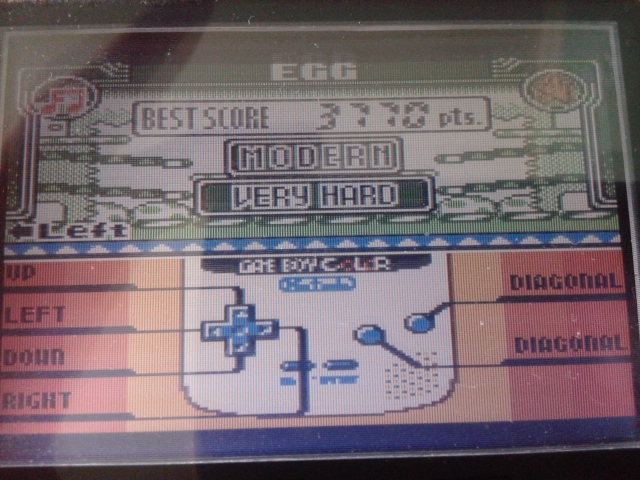 EGG
BEST SCORE 3770 pts.
MODERN
VERY HARD
←Left
GAME BOY COLOR
UP
LEFT
DOWN
RIGHT
DIAGONAL
DIAGONAL